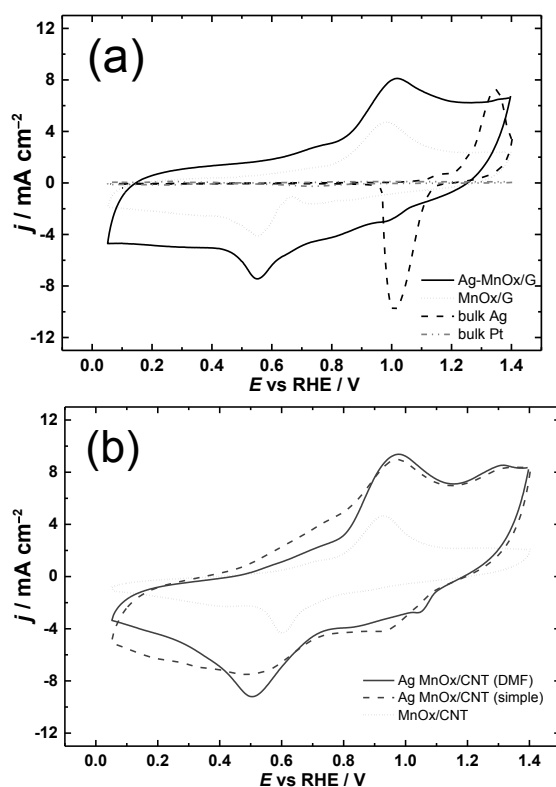 (a)
12
8
4
0
-4
-8
-12
j / mA cm⁻²
Ag-MnOx/G
MnOx/G
bulk Ag
bulk Pt
0.0 0.2 0.4 0.6 0.8 1.0 1.2 1.4
E vs RHE / V
(b)
12
8
4
0
-4
-8
-12
j / mA cm⁻²
Ag MnOx/CNT (DMF)
Ag MnOx/CNT (simple)
MnOx/CNT
0.0 0.2 0.4 0.6 0.8 1.0 1.2 1.4
E vs RHE / V